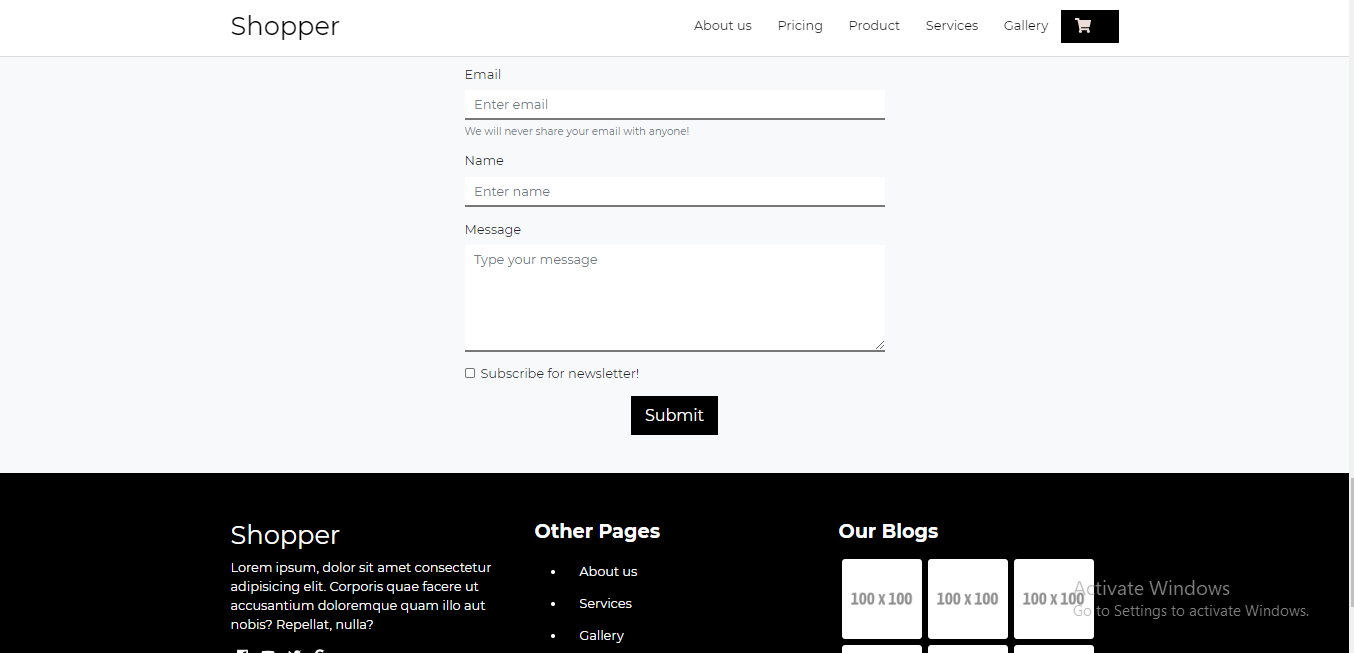 Shopper
About us Pricing Product Services Gallery
Email
Enter email
We will never share your email with anyone!
Name
Enter name
Message
Type your message
Subscribe for newsletter!
Submit
Shopper
Lorem ipsum, dolor sit amet consectetur
adipisicing elit. Corporis quae facere ut
accusantium doloremque quam illo aut
nobis? Repellat, nulla?
Other Pages
• About us
• Services
• Gallery
Our Blogs
100 x 100 100 x 100 100 x 100
Activate Windows
Go to Settings to activate Windows.